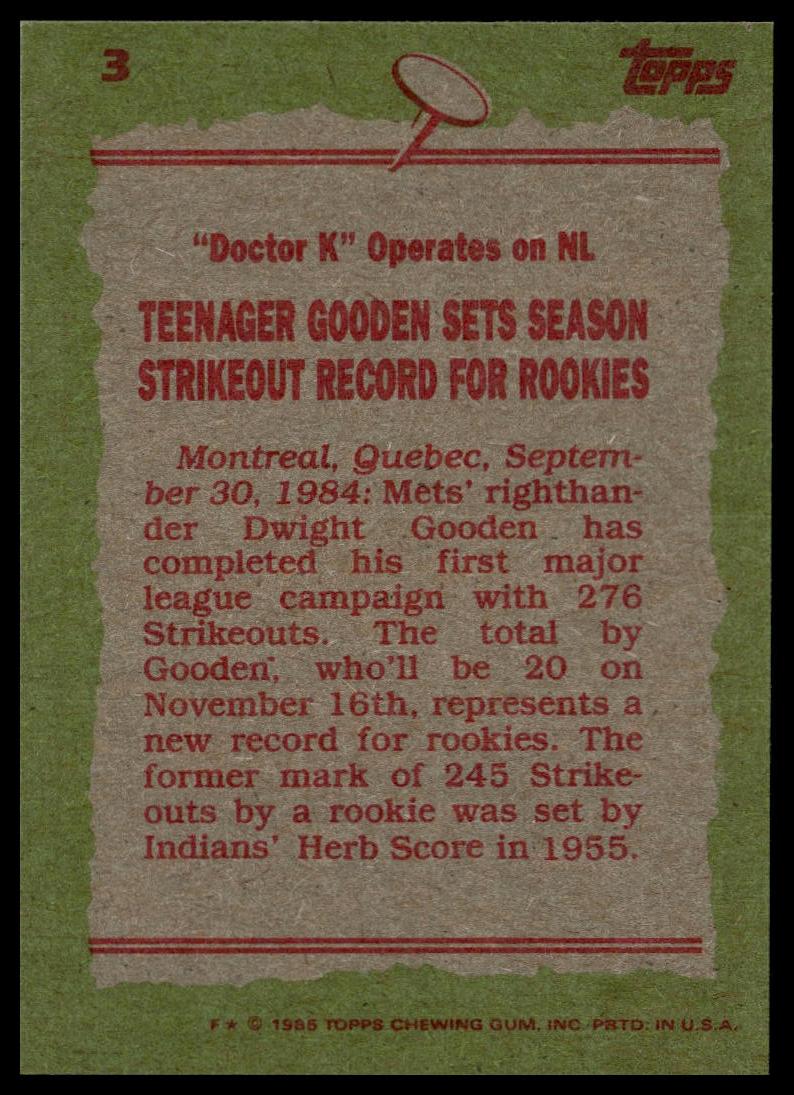 3
topps
"Doctor K" Operates on NL
TEENAGER GOODEN SETS SEASON
STRIKEOUT RECORD FOR ROOKIES
Montreal, Quebec, Septem-
ber 30, 1984: Mets' righthan-
der Dwight Gooden has
completed his first major
league campaign with 276
Strikeouts. The total by
Gooden, who'll be 20 on
November 16th, represents a
new record for rookies. The
former mark of 245 Strike-
outs by a rookie was set by
Indians' Herb Score in 1955.
F★ © 1985 TOPPS CHEWING GUM, INC. PRTD. IN U.S.A.